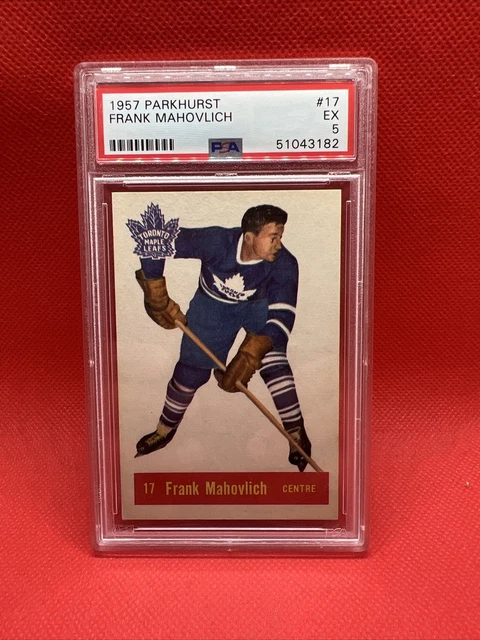 1957 PARKHURST #17
FRANK MAHOVLICH EX
5
PSA 51043182
TORONTO
MAPLE
LEAFS
17 Frank Mahovlich CENTRE